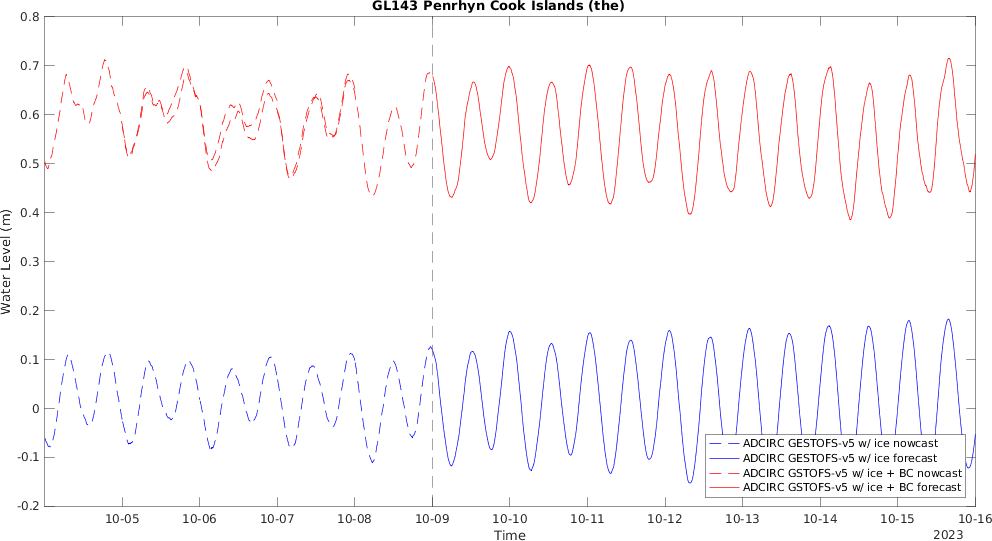 GL143 Penrhyn Cook Islands (the)
0.8
0.7
0.6
0.5
0.4
0.3
0.2
0.1
0
-0.1
-0.2
Water Level (m)
10-05 10-06 10-07 10-08 10-09 10-10 10-11 10-12 10-13 10-14 10-15 10-16
Time
2023
ADCIRC GESTOFS-v5 w/ ice nowcast
ADCIRC GESTOFS-v5 w/ ice forecast
ADCIRC GSTOFS-v5 w/ ice + BC nowcast
ADCIRC GSTOFS-v5 w/ ice + BC forecast